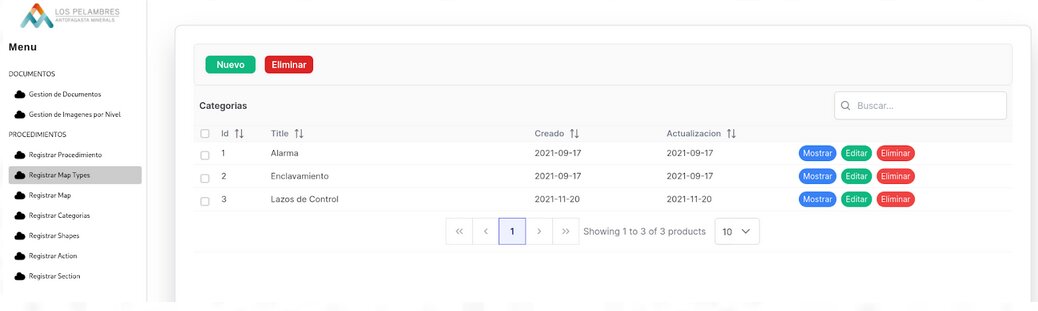 LOS PELAMBRES
ANTOFAGASTA MINERALS
Menu
DOCUMENTOS
Gestion de Documentos
Gestion de Imagenes por Nivel
PROCEDIMIENTOS
Registrar Procedimiento
Registrar Map Types
Registrar Map
Registrar Categorias
Registrar Shapes
Registrar Action
Registrar Section
Nuevo Eliminar
Categorias Buscar...
Id Title Creado Actualizacion
1 Alarma 2021-09-17 2021-09-17 Mostrar Editar Eliminar
2 Enclavamiento 2021-09-17 2021-09-17 Mostrar Editar Eliminar
3 Lazos de Control 2021-11-20 2021-11-20 Mostrar Editar Eliminar
1 Showing 1 to 3 of 3 products 10